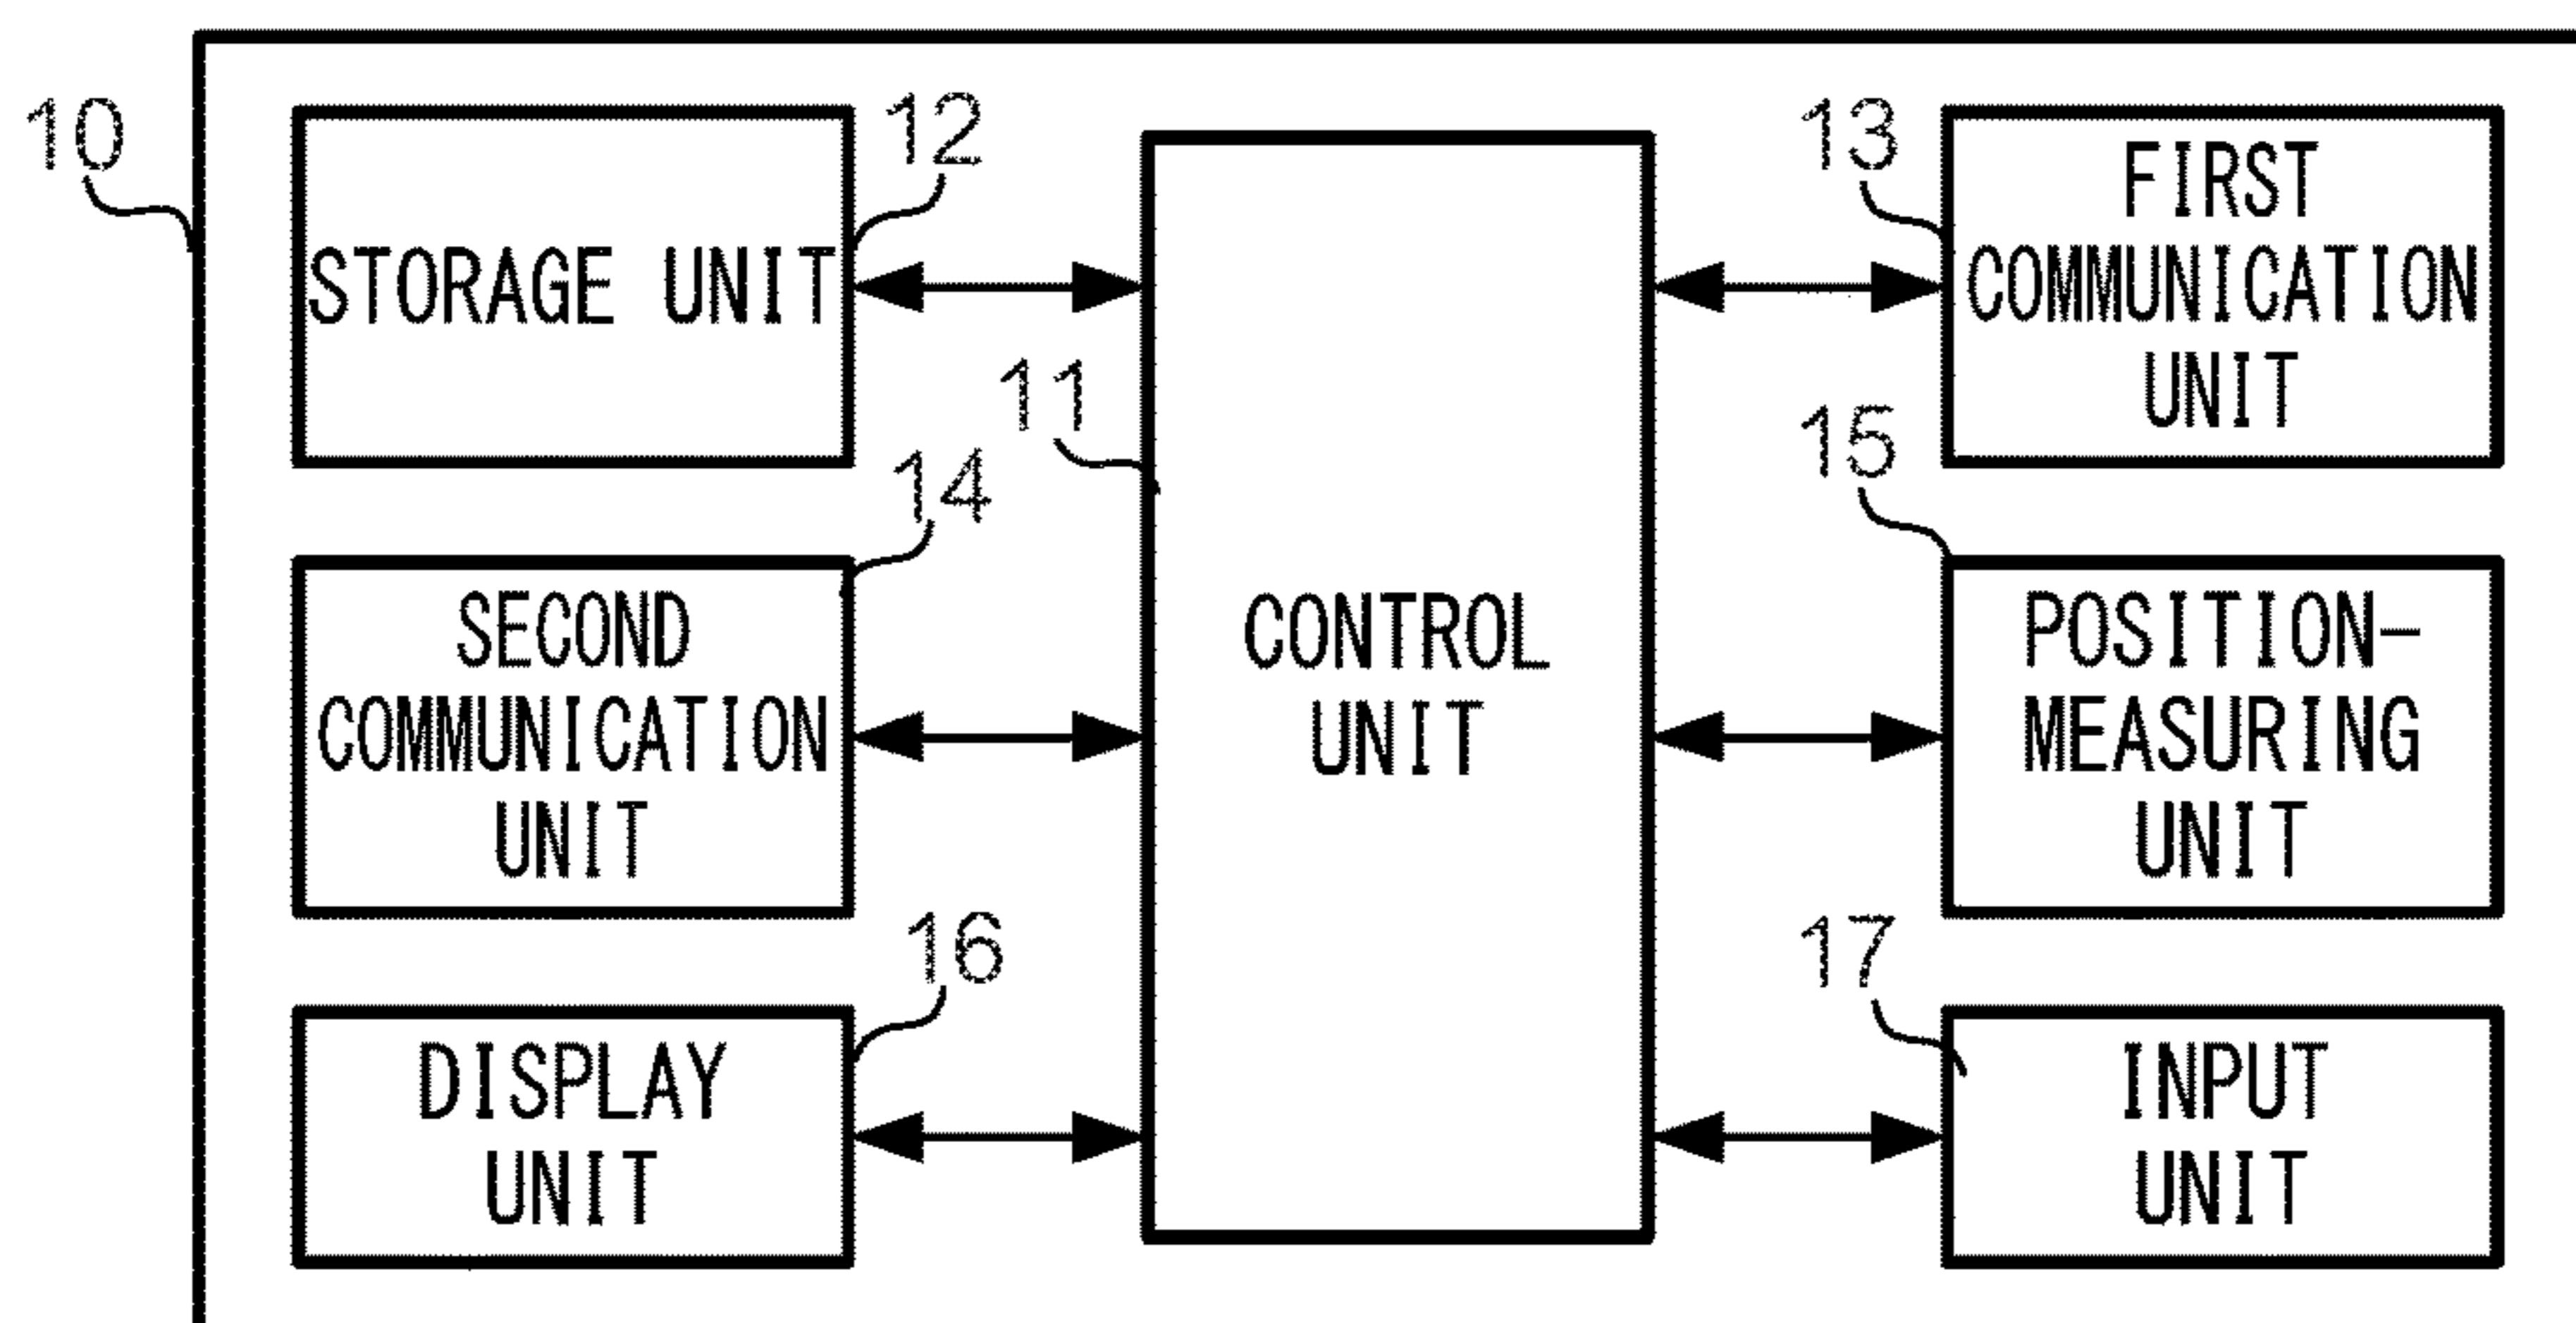 10
12
STORAGE UNIT
13
FIRST
COMMUNICATION
UNIT
11
CONTROL
UNIT
14
SECOND
COMMUNICATION
UNIT
15
POSITION-
MEASURING
UNIT
16
DISPLAY
UNIT
17
INPUT
UNIT